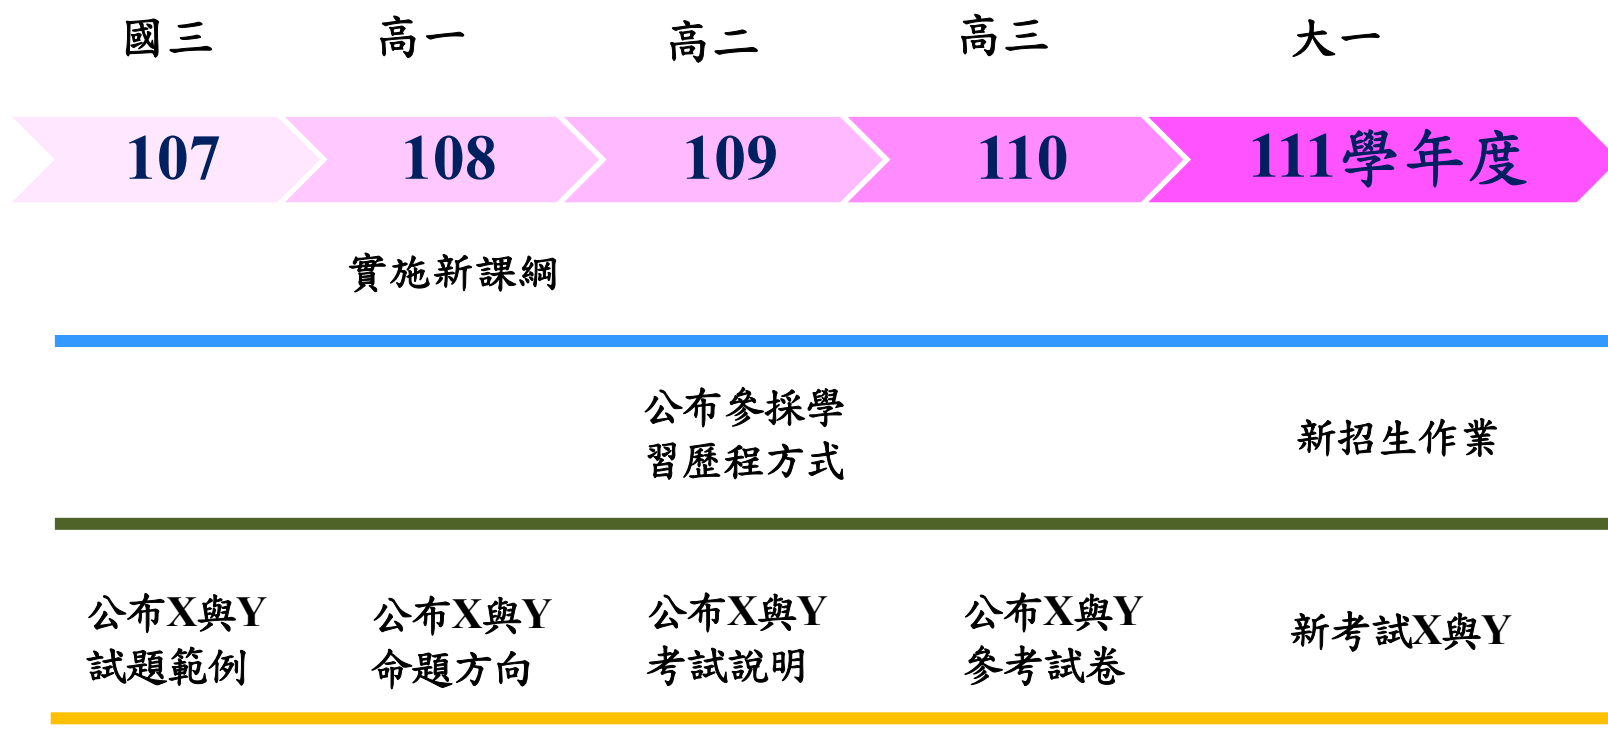 國三
高一
高二
高三
大一
107
108
109
110
111學年度
實施新課綱
公布參採學
習歷程方式
新招生作業
公布X與Y
試題範例
公布X與Y
命題方向
公布X與Y
考試說明
公布X與Y
參考試卷
新考試X與Y